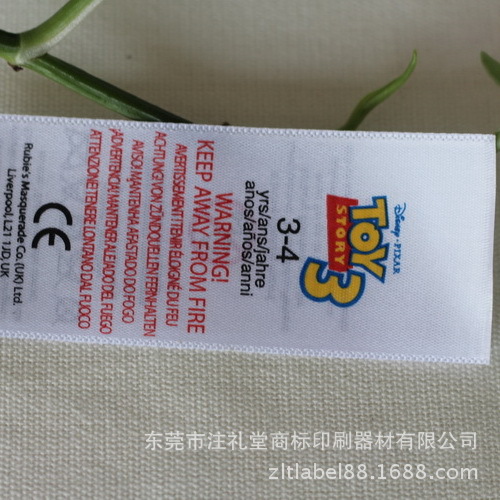 Disney · PIXAR
TOY
STORY
3
3-4
yrs/ans/jahre
años/años/anni
WARNING!
KEEP AWAY FROM FIRE
AVERTISSEMENT! TENIR ÉLOIGNÉ DU FEU
ACHTUNG! VON ZÜNDQUELLEN FERNHALTEN
AVISO! MANTENHA AFASTADO DO FOGO
¡ADVERTENCIA! MANTENER ALEJADO DEL FUEGO
ATTENZIONE TENERE LONTANO DAL FUOCO
CE
Rubie's Masquerade Co. (UK) Ltd.
Liverpool, L21 1JD, UK
东莞市注礼堂商标印刷器材有限公司
zltlabel88.1688.com